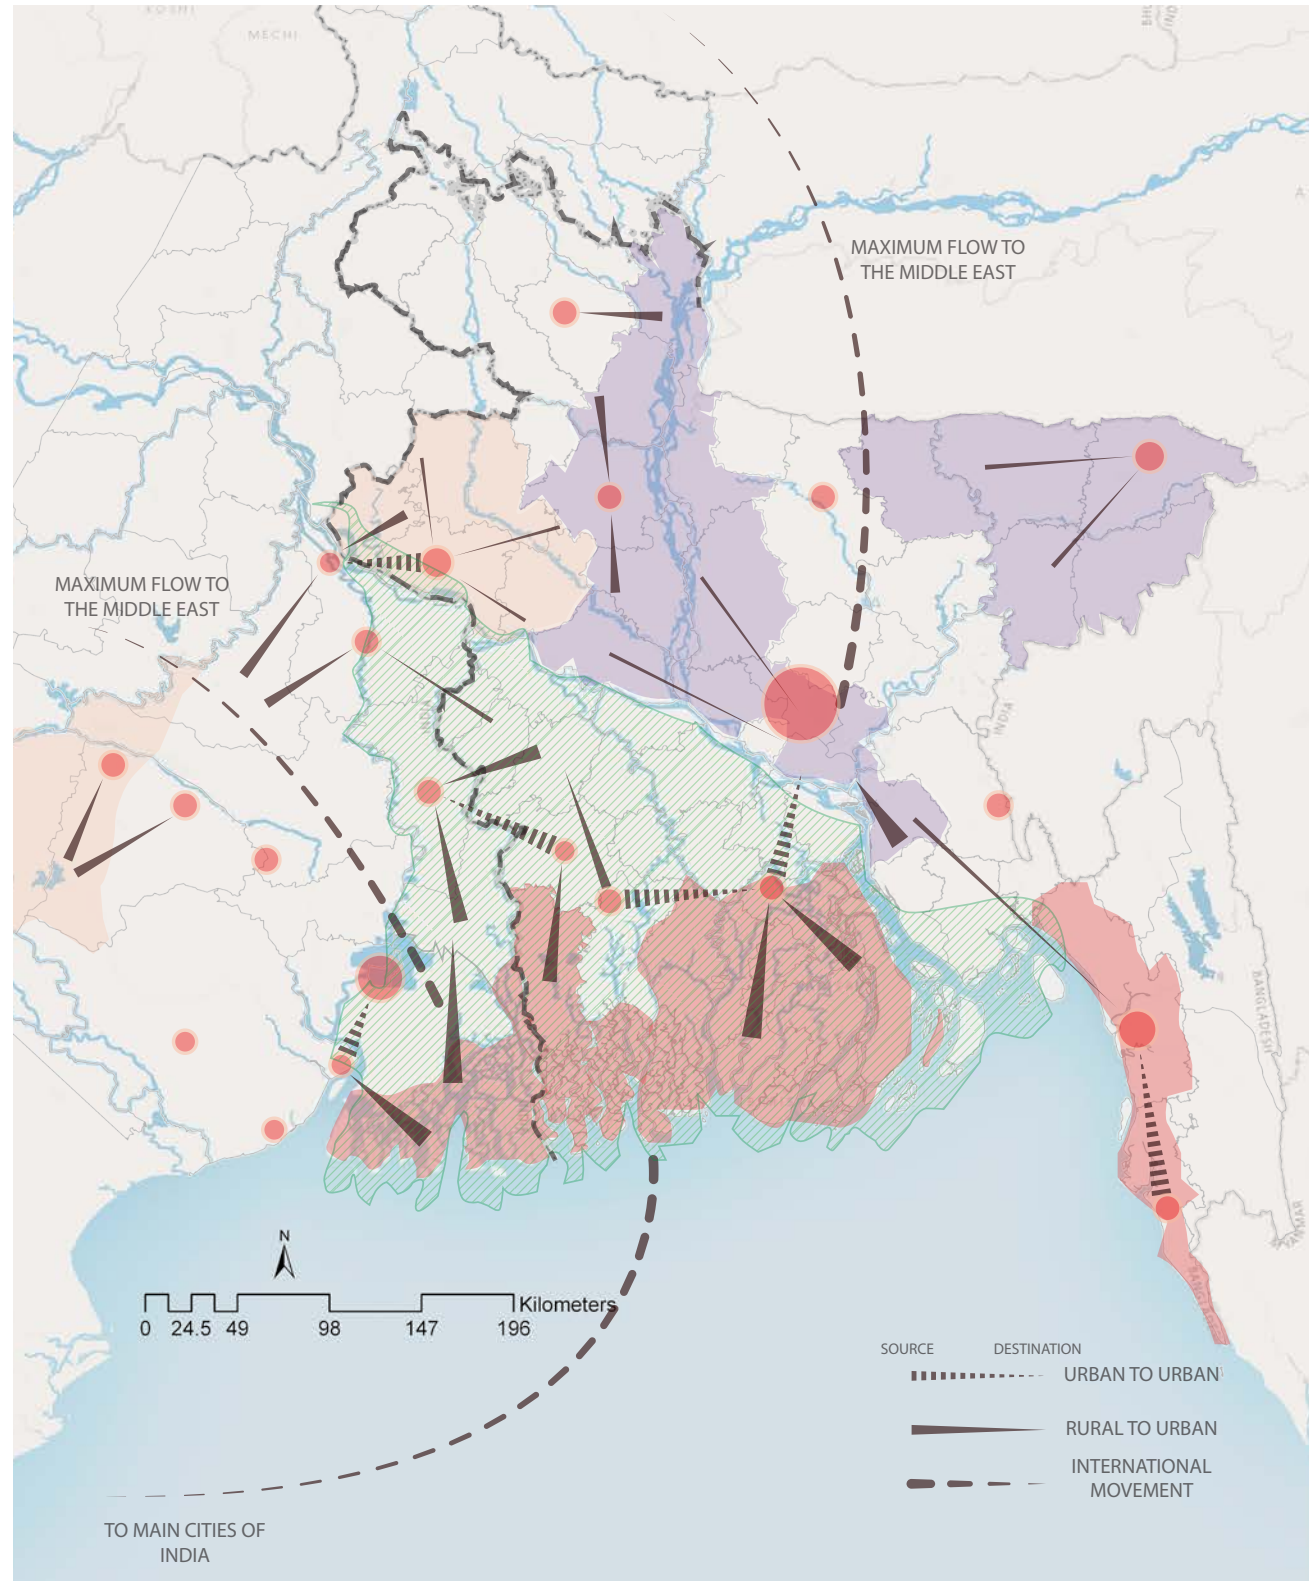 KOSHI
MECHI
MAXIMUM FLOW TO
THE MIDDLE EAST
MAXIMUM FLOW TO
THE MIDDLE EAST
INDIA
INDIA
BANGLADESH
N
Kilometers
0 24.5 49 98 147 196
SOURCE DESTINATION
URBAN TO URBAN
RURAL TO URBAN
INTERNATIONAL
MOVEMENT
TO MAIN CITIES OF
INDIA